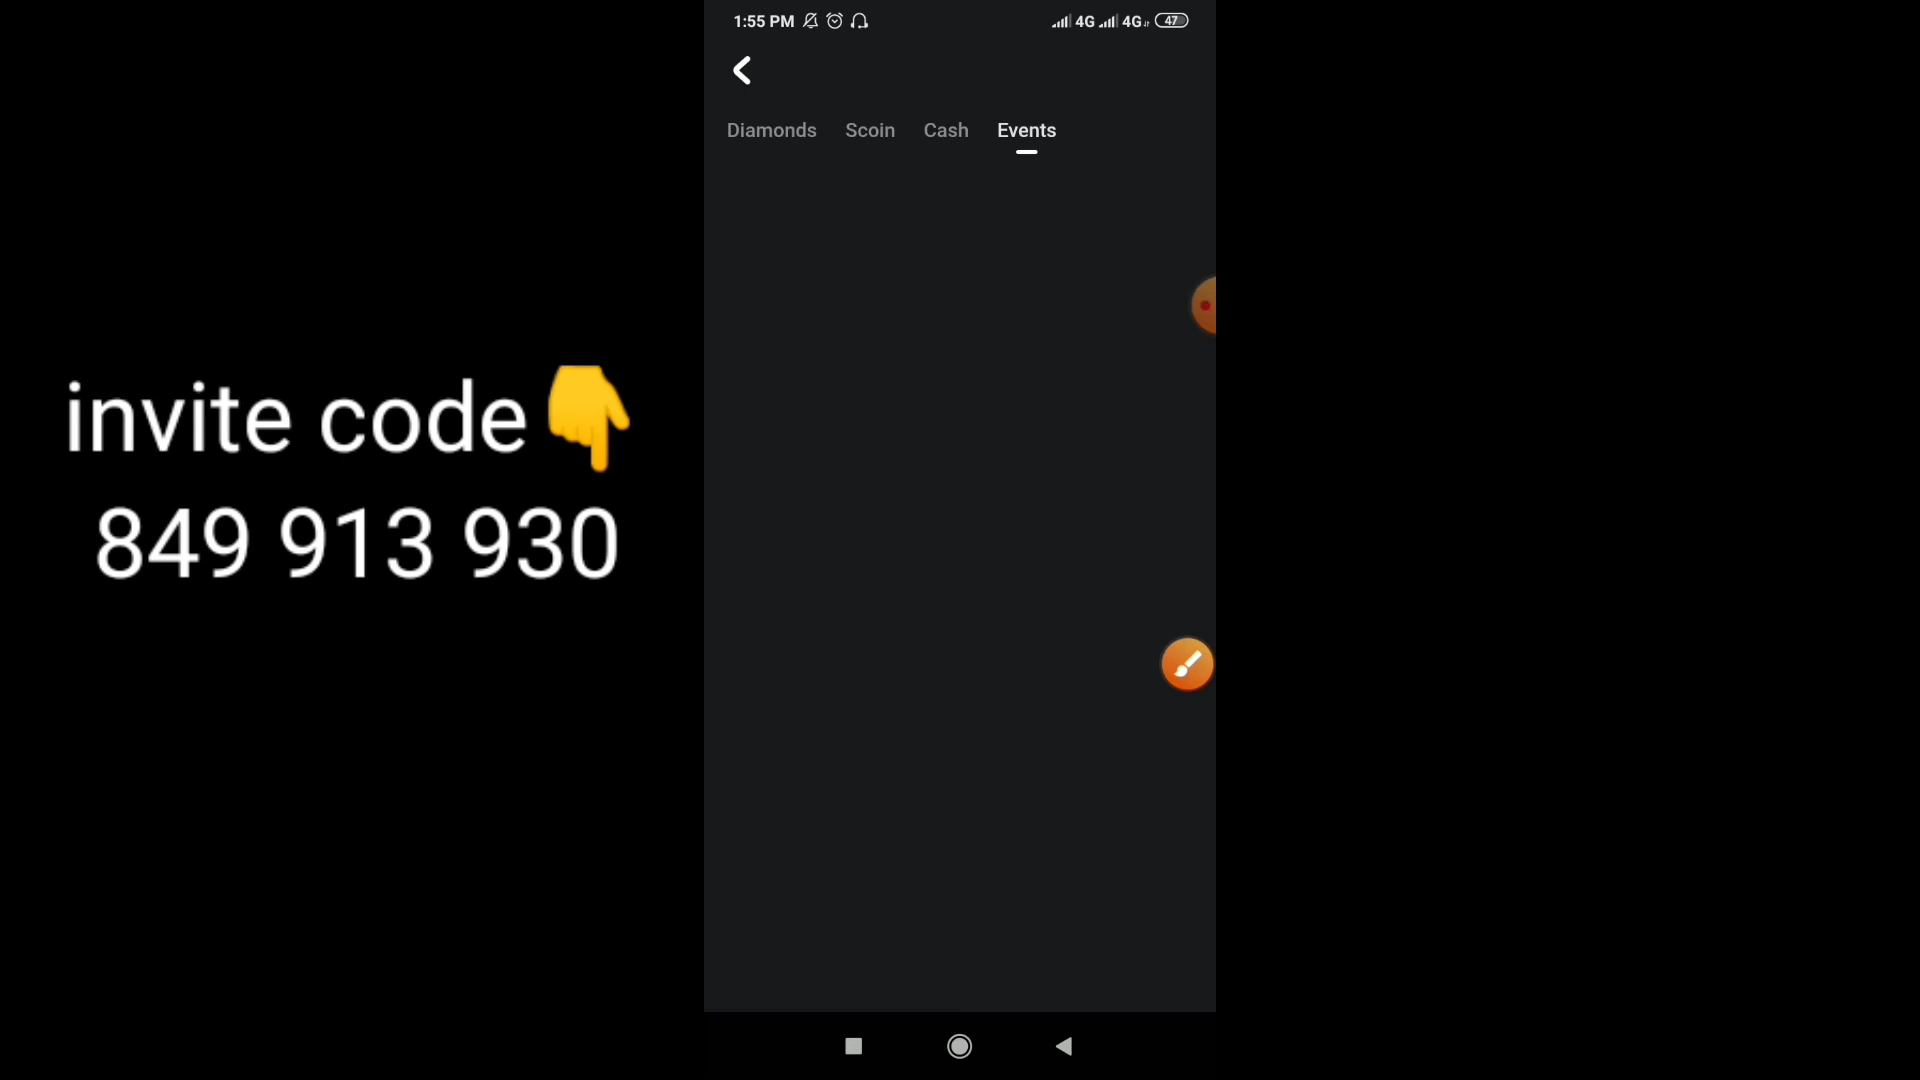 1:55 PM 4G 4G 47
Diamonds Scoin Cash Events
invite code👇
849 913 930